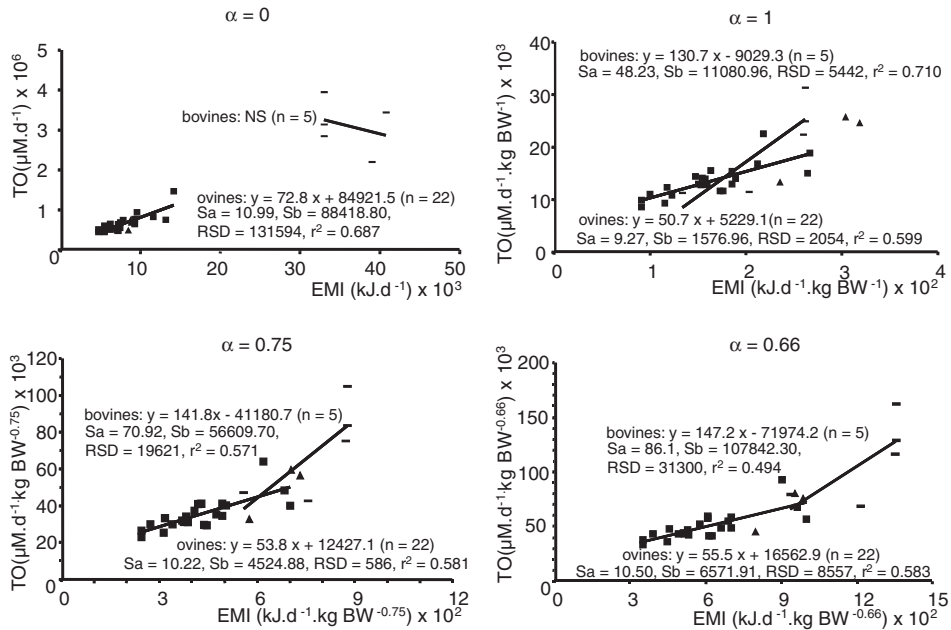 α = 0
TO(µM.d⁻¹) x 10⁶
5
4
3
2
1
0
bovines: NS (n = 5)
ovines: y = 72.8 x + 84921.5 (n = 22)
Sa = 10.99, Sb = 88418.80,
RSD = 131594, r² = 0.687
10
20
30
40
50
EMI (kJ.d⁻¹) x 10³
α = 1
TO(µM.d⁻¹.kg BW⁻¹) x 10³
40
30
20
10
0
bovines: y = 130.7 x - 9029.3 (n = 5)
Sa = 48.23, Sb = 11080.96, RSD = 5442, r² = 0.710
ovines: y = 50.7 x + 5229.1(n = 22)
Sa = 9.27, Sb = 1576.96, RSD = 2054, r² = 0.599
0
1
2
3
4
EMI (kJ.d⁻¹.kg BW⁻¹) x 10²
α = 0.75
TO(µM.d⁻¹·kg BW⁻⁰·⁷⁵) x 10³
120
100
80
60
40
20
0
bovines: y = 141.8x - 41180.7 (n = 5)
Sa = 70.92, Sb = 56609.70,
RSD = 19621, r² = 0.571
ovines: y = 53.8 x + 12427.1 (n = 22)
Sa = 10.22, Sb = 4524.88, RSD = 586, r² = 0.581
0
3
6
9
12
EMI (kJ.d⁻¹.kg BW⁻⁰·⁷⁵) x 10²
α = 0.66
TO(µM.d⁻¹·kg BW⁻⁰·⁶⁶) x 10³
200
150
100
50
0
bovines: y = 147.2 x - 71974.2 (n = 5)
Sa = 86.1, Sb = 107842.30,
RSD = 31300, r² = 0.494
ovines: y = 55.5 x + 16562.9 (n = 22)
Sa = 10.50, Sb = 6571.91, RSD = 8557, r² = 0.583
0
3
6
9
12
15
EMI (kJ.d⁻¹.kg BW⁻⁰·⁶⁶) x 10²